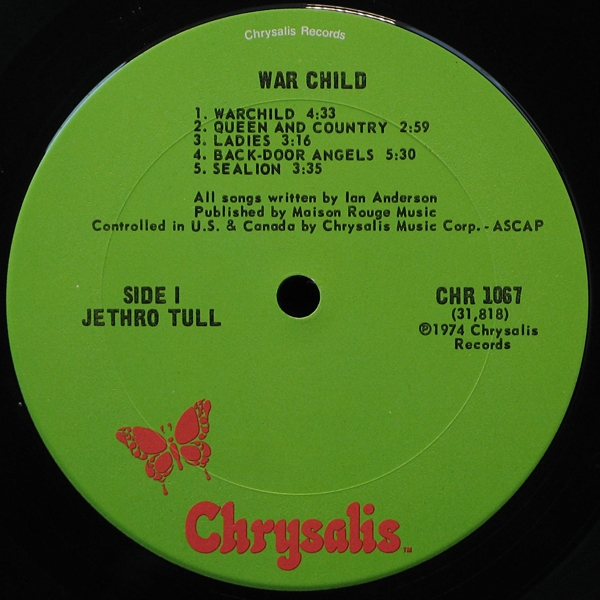 Chrysalis Records
WAR CHILD
1. WARCHILD 4:33
2. QUEEN AND COUNTRY 2:59
3. LADIES 3:16
4. BACK-DOOR ANGELS 5:30
5. SEALION 3:35
All songs written by Ian Anderson
Published by Maison Rouge Music
Controlled in U.S. & Canada by Chrysalis Music Corp. - ASCAP
SIDE I
JETHRO TULL
CHR 1067
(31,818)
℗1974 Chrysalis
Records
Chrysalis™